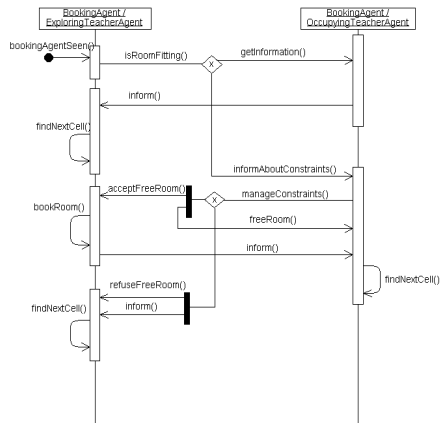 BookingAgent /
ExploringTeacherAgent
BookingAgent /
OccupyingTeacherAgent
bookingAgentSeen()
isRoomFitting()
X
getInformation()
inform()
findNextCell()
informAboutConstraints()
acceptFreeRoom()
X
manageConstraints()
bookRoom()
freeRoom()
inform()
findNextCell()
refuseFreeRoom()
inform()
findNextCell()